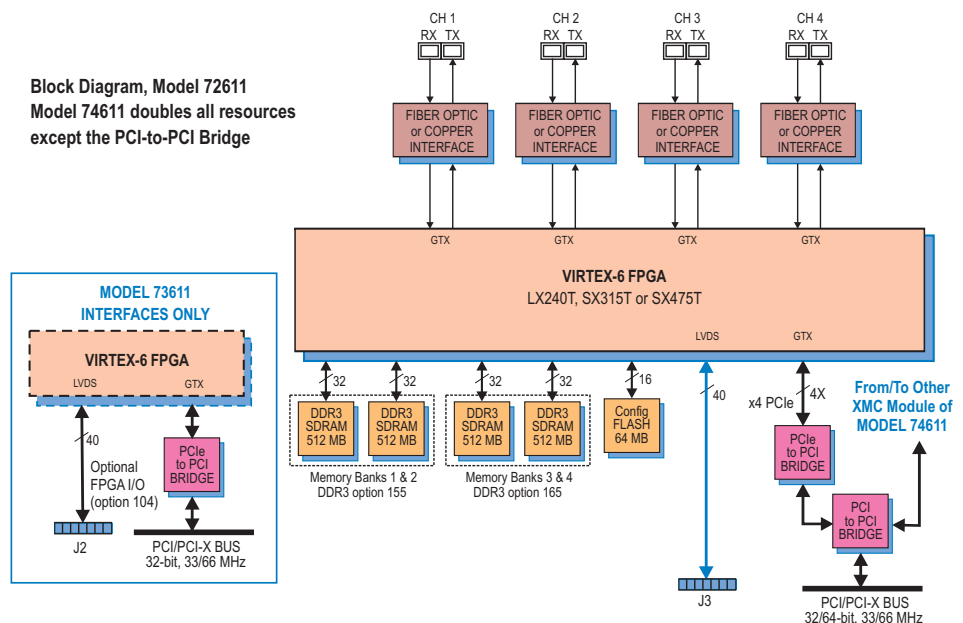 CH 1
RX TX
CH 2
RX TX
CH 3
RX TX
CH 4
RX TX
Block Diagram, Model 72611
Model 74611 doubles all resources
except the PCI-to-PCI Bridge
FIBER OPTIC
or COPPER
INTERFACE
FIBER OPTIC
or COPPER
INTERFACE
FIBER OPTIC
or COPPER
INTERFACE
FIBER OPTIC
or COPPER
INTERFACE
GTX
GTX
GTX
GTX
VIRTEX-6 FPGA
LX240T, SX315T or SX475T
LVDS
GTX
MODEL 73611
INTERFACES ONLY
VIRTEX-6 FPGA
LVDS
GTX
40
Optional
FPGA I/O
(option 104)
PCIe
to PCI
BRIDGE
J2
PCI/PCI-X BUS
32-bit, 33/66 MHz
32
32
32
32
16
40
x4 PCIe
4X
DDR3
SDRAM
512 MB
DDR3
SDRAM
512 MB
DDR3
SDRAM
512 MB
DDR3
SDRAM
512 MB
Config
FLASH
64 MB
Memory Banks 1 & 2
DDR3 option 155
Memory Banks 3 & 4
DDR3 option 165
From/To Other
XMC Module of
MODEL 74611
PCIe
to PCI
BRIDGE
PCI
to PCI
BRIDGE
J3
PCI/PCI-X BUS
32/64-bit, 33/66 MHz